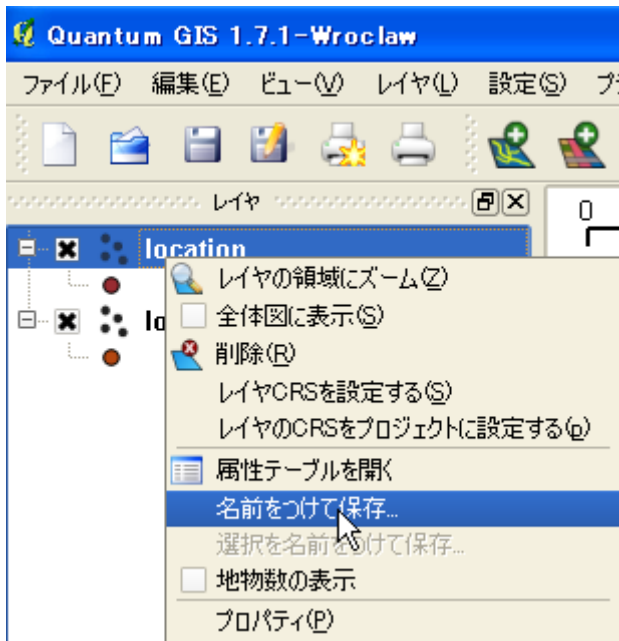 Quantum GIS 1.7.1-Wroclaw
ファイル(F) 編集(E) ビュー(V) レイヤ(L) 設定(S) プ
レイヤ
0
location
レイヤの領域にズーム(Z)
lo
全体図に表示(S)
削除(R)
レイヤCRSを設定する(S)
レイヤのCRSをプロジェクトに設定する(p)
属性テーブルを開く
名前をつけて保存...
選択を名前をつけて保存...
地物数の表示
プロパティ(P)